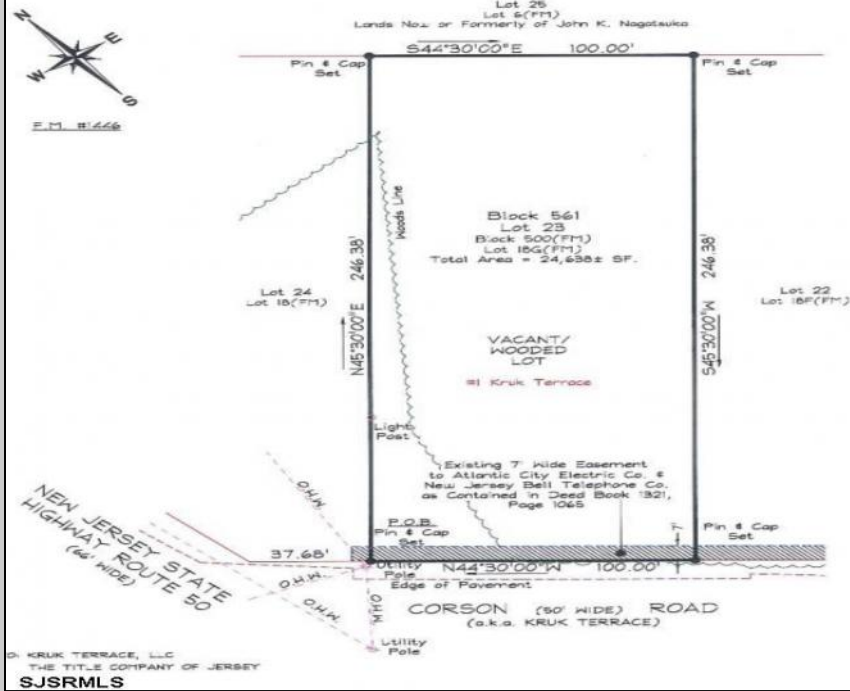 Lot 25
Lot 6(FM)
Lands Now or Formerly of John K. Nagatsuka
S44°30'00"E 100.00'
Pin & Cap
Set
Pin & Cap
Set
N
E
W
S
F.M. #1446
Woods Line
Block 561
Lot 23
Block 500(FM)
Lot 18G(FM)
Total Area = 24,638± SF.
N45°30'00"E 246.38'
S45°30'00"W 246.38'
Lot 24
Lot 18(FM)
Lot 22
Lot 18F(FM)
VACANT/
WOODED
LOT
#1 Kruk Terrace
Light
Post
Existing 7' Wide Easement
to Atlantic City Electric Co. &
New Jersey Bell Telephone Co.
as Contained in Deed Book 1321,
Page 1065
P.O.B.
Pin & Cap
Set
Pin & Cap
Set
7'
NEW JERSEY STATE
HIGHWAY ROUTE 50
(66' WIDE)
O.H.W.
O.H.W.
O.H.W.
OHW
37.68'
Utility
Pole
N44°30'00"W 100.00'
Edge of Pavement
CORSON (50' WIDE) ROAD
(a.k.a. KRUK TERRACE)
Utility
Pole
KRUK TERRACE, LLC
THE TITLE COMPANY OF JERSEY
SJSRMLS